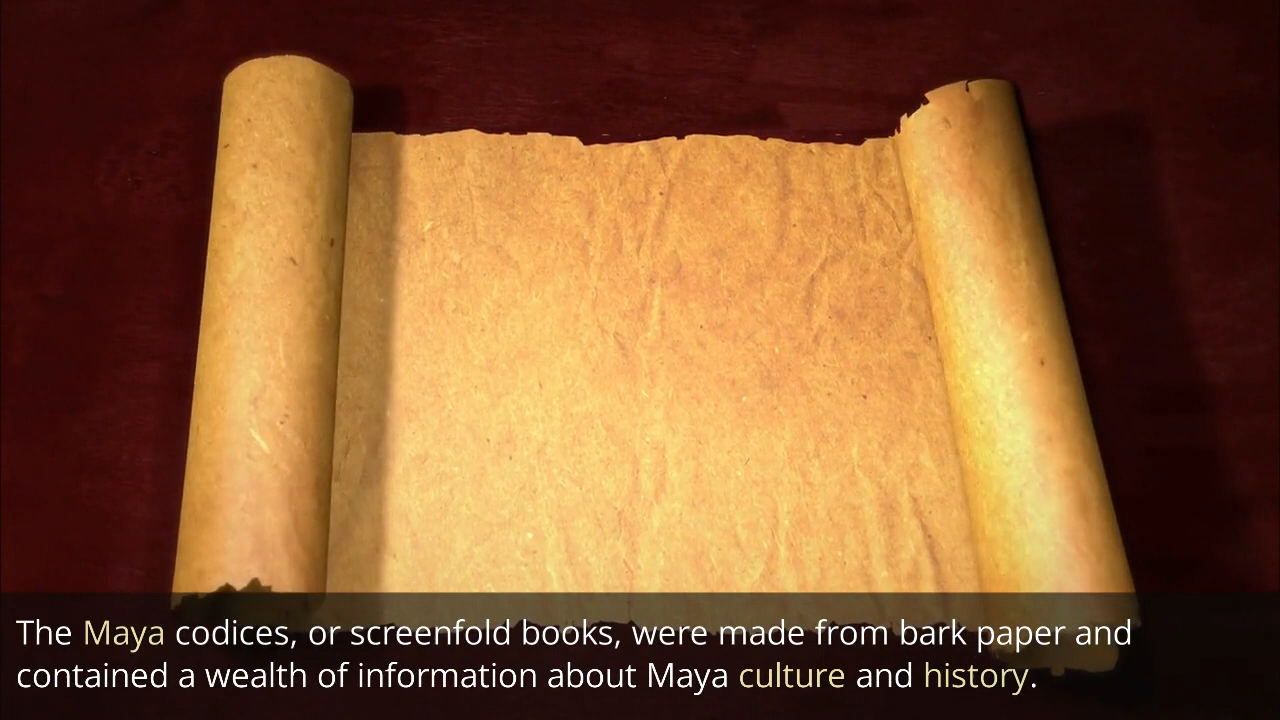 The Maya codices, or screenfold books, were made from bark paper and
contained a wealth of information about Maya culture and history.